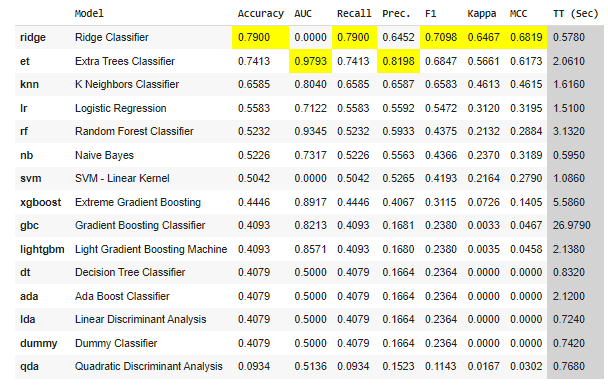 Model Accuracy AUC Recall Prec. F1 Kappa MCC TT (Sec)
ridge Ridge Classifier 0.7900 0.0000 0.7900 0.6452 0.7098 0.6467 0.6819 0.5780
et Extra Trees Classifier 0.7413 0.9793 0.7413 0.8198 0.6847 0.5661 0.6173 2.0610
knn K Neighbors Classifier 0.6585 0.8040 0.6585 0.6587 0.6583 0.4613 0.4615 1.6160
lr Logistic Regression 0.5583 0.7122 0.5583 0.5592 0.5472 0.3120 0.3195 1.5100
rf Random Forest Classifier 0.5232 0.9345 0.5232 0.5933 0.4375 0.2132 0.2884 3.1320
nb Naive Bayes 0.5226 0.7317 0.5226 0.5563 0.4366 0.2370 0.3189 0.5950
svm SVM - Linear Kernel 0.5042 0.0000 0.5042 0.5265 0.4193 0.2164 0.2790 1.0860
xgboost Extreme Gradient Boosting 0.4446 0.8917 0.4446 0.4067 0.3115 0.0726 0.1405 5.5860
gbc Gradient Boosting Classifier 0.4093 0.8213 0.4093 0.1681 0.2380 0.0033 0.0467 26.9790
lightgbm Light Gradient Boosting Machine 0.4093 0.8571 0.4093 0.1680 0.2380 0.0035 0.0458 2.1380
dt Decision Tree Classifier 0.4079 0.5000 0.4079 0.1664 0.2364 0.0000 0.0000 0.8320
ada Ada Boost Classifier 0.4079 0.5000 0.4079 0.1664 0.2364 0.0000 0.0000 2.1200
lda Linear Discriminant Analysis 0.4079 0.5000 0.4079 0.1664 0.2364 0.0000 0.0000 0.7240
dummy Dummy Classifier 0.4079 0.5000 0.4079 0.1664 0.2364 0.0000 0.0000 0.7420
qda Quadratic Discriminant Analysis 0.0934 0.5136 0.0934 0.1523 0.1143 0.0167 0.0302 0.7680